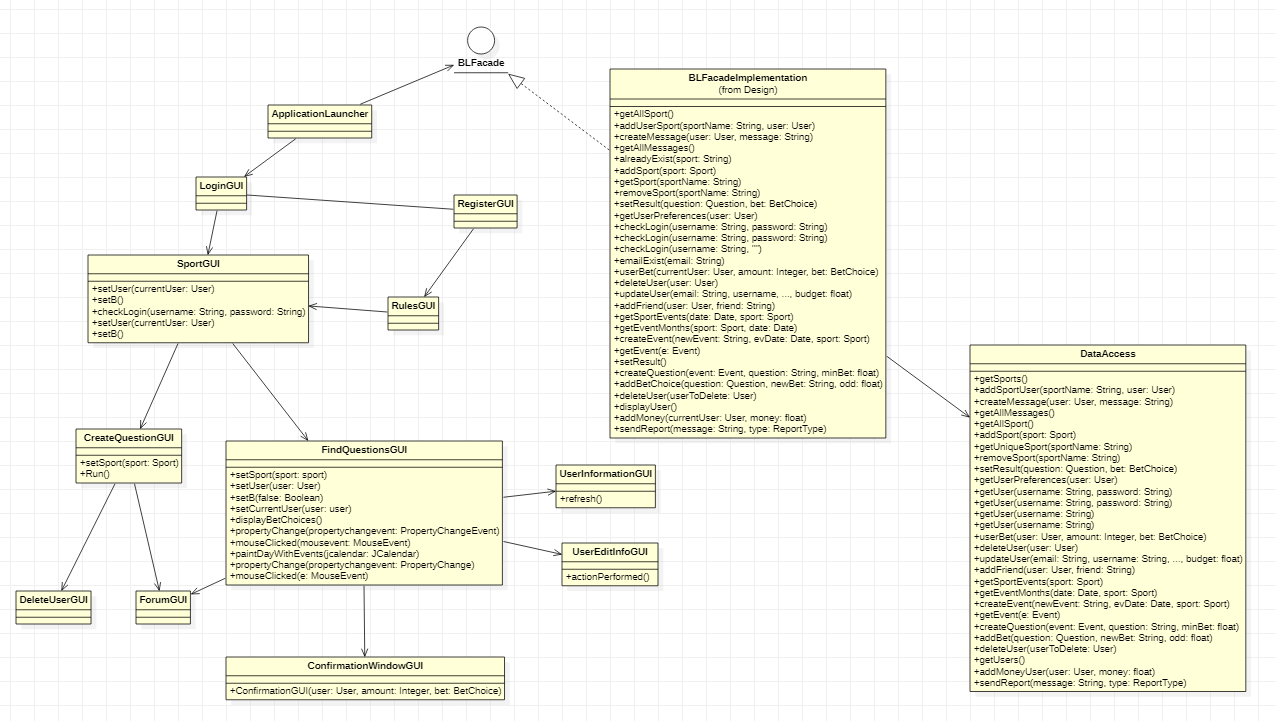 BLFacade
ApplicationLauncher
LoginGUI
RegisterGUI
SportGUI
+setUser(currentUser: User)
+setB()
+checkLogin(username: String, password: String)
+setUser(currentUser: User)
+setB()
RulesGUI
BLFacadeImplementation
(from Design)
+getAllSport()
+addUserSport(sportName: String, user: User)
+createMessage(user: User, message: String)
+getAllMessages()
+alreadyExist(sport: String)
+addSport(sport: Sport)
+getSport(sportName: String)
+removeSport(sportName: String)
+setResult(question: Question, bet: BetChoice)
+getUserPreferences(user: User)
+checkLogin(username: String, password: String)
+checkLogin(username: String, password: String)
+checkLogin(username: String, "")
+emailExist(email: String)
+userBet(currentUser: User, amount: Integer, bet: BetChoice)
+deleteUser(user: User)
+updateUser(email: String, username, ..., budget: float)
+addFriend(user: User, friend: String)
+getSportEvents(date: Date, sport: Sport)
+getEventMonths(sport: Sport, date: Date)
+createEvent(newEvent: String, evDate: Date, sport: Sport)
+getEvent(e: Event)
+setResult()
+createQuestion(event: Event, question: String, minBet: float)
+addBetChoice(question: Question, newBet: String, odd: float)
+deleteUser(userToDelete: User)
+displayUser()
+addMoney(currentUser: User, money: float)
+sendReport(message: String, type: ReportType)
DataAccess
+getSports()
+addSportUser(sportName: String, user: User)
+createMessage(user: User, message: String)
+getAllMessages()
+getAllSport()
+addSport(sport: Sport)
+getUniqueSport(sportName: String)
+removeSport(sportName: String)
+setResult(question: Question, bet: BetChoice)
+getUserPreferences(user: User)
+getUser(username: String, password: String)
+getUser(username: String, password: String)
+getUser(username: String)
+getUser(username: String)
+userBet(user: User, amount: Integer, bet: BetChoice)
+deleteUser(user: User)
+updateUser(email: String, username: String, ..., budget: float)
+addFriend(user: User, friend: String)
+getSportEvents(sport: Sport)
+getEventMonths(date: Date, sport: Sport)
+createEvent(newEvent: String, evDate: Date, sport: Sport)
+getEvent(e: Event)
+createQuestion(event: Event, question: String, minBet: float)
+addBet(question: Question, newBet: String, odd: float)
+deleteUser(userToDelete: User)
+getUsers()
+addMoneyUser(user: User, money: float)
+sendReport(message: String, type: ReportType)
CreateQuestionGUI
+setSport(sport: Sport)
+Run()
FindQuestionsGUI
+setSport(sport: sport)
+setUser(user: User)
+setB(false: Boolean)
+setCurrentUser(user: user)
+displayBetChoices()
+propertyChange(propertychangevent: PropertyChangeEvent)
+mouseClicked(mousevent: MouseEvent)
+paintDayWithEvents(jcalendar: JCalendar)
+propertyChange(propertychangevent: PropertyChange)
+mouseClicked(e: MouseEvent)
UserInformationGUI
+refresh()
UserEditInfoGUI
+actionPerformed()
DeleteUserGUI
ForumGUI
ConfirmationWindowGUI
+ConfirmationGUI(user: User, amount: Integer, bet: BetChoice)